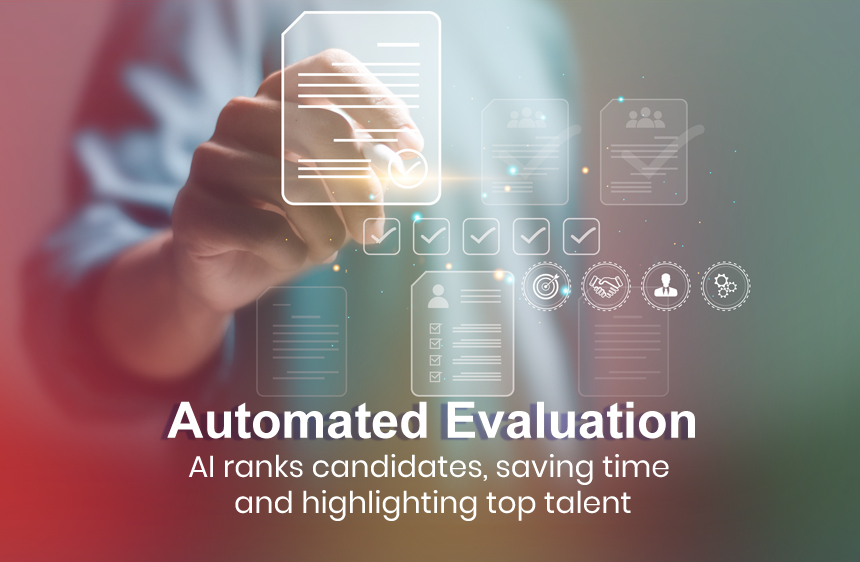 Automated Evaluation
AI ranks candidates, saving time
and highlighting top talent